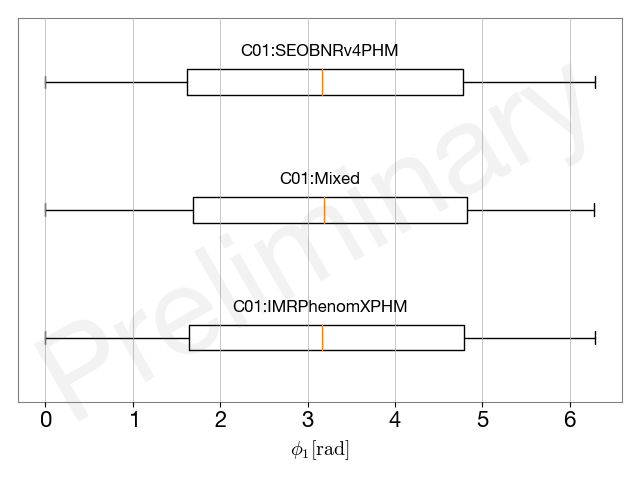 C01:SEOBNRv4PHM
C01:Mixed
C01:IMRPhenomXPHM
Preliminary
0 1 2 3 4 5 6
ϕ₁[rad]